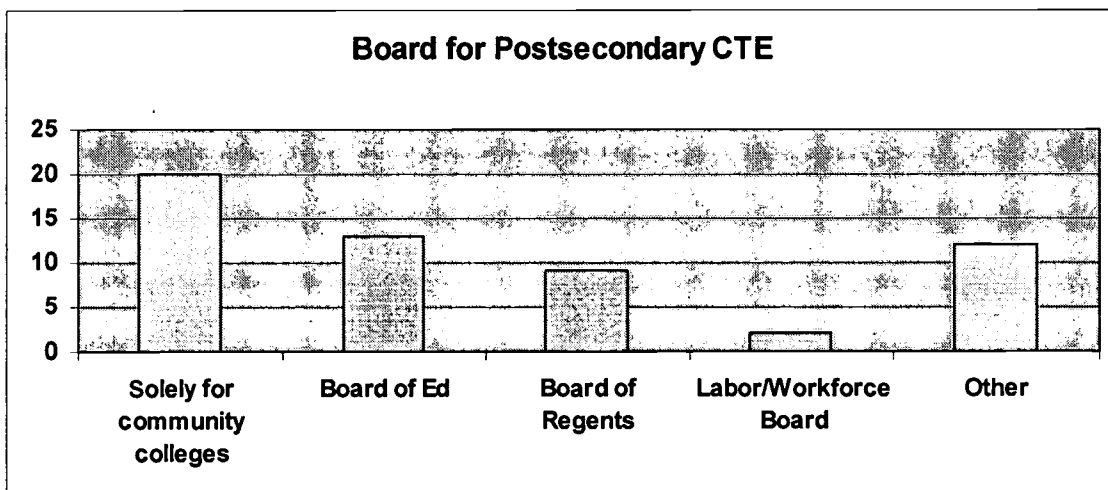 Board for Postsecondary CTE
25
20
15
10
5
0
Solely for
community
colleges
Board of Ed
Board of
Regents
Labor/Workforce
Board
Other